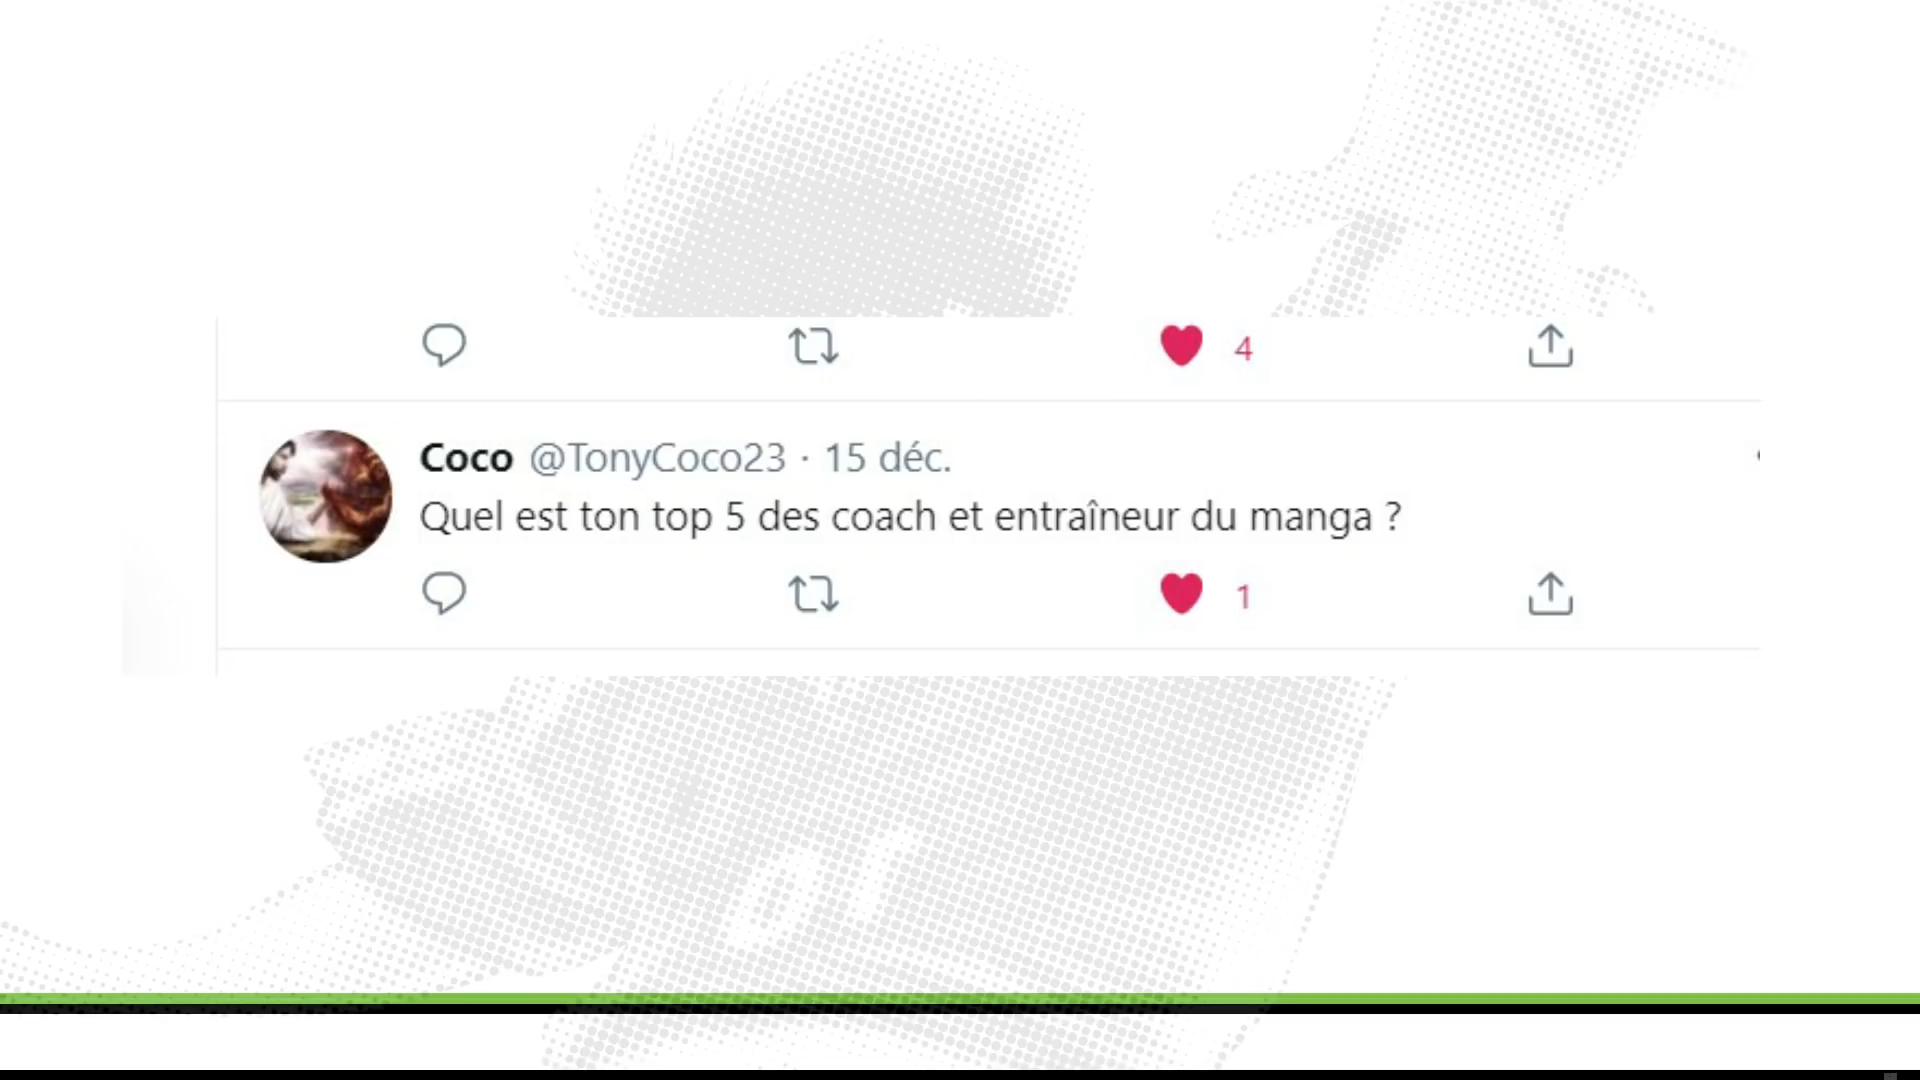 4
Coco @TonyCoco23 · 15 déc.
Quel est ton top 5 des coach et entraîneur du manga ?
1